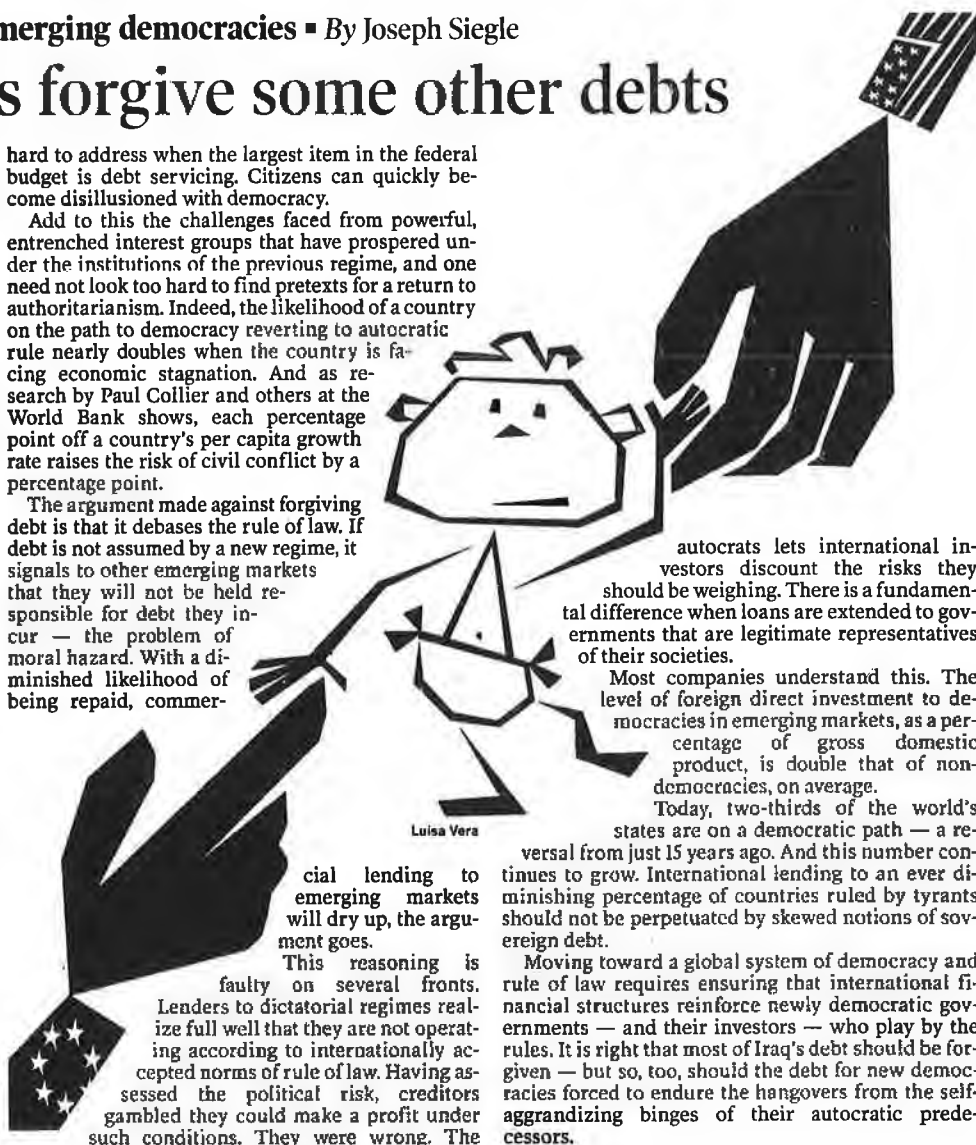 merging democracies ▪ By Joseph Siegle
s forgive some other debts
hard to address when the largest item in the federal
budget is debt servicing. Citizens can quickly be-
come disillusioned with democracy.
Add to this the challenges faced from powerful,
entrenched interest groups that have prospered un-
der the institutions of the previous regime, and one
need not look too hard to find pretexts for a return to
authoritarianism. Indeed, the likelihood of a country
on the path to democracy reverting to autocratic
rule nearly doubles when the country is fa-
cing economic stagnation. And as re-
search by Paul Collier and others at the
World Bank shows, each percentage
point off a country's per capita growth
rate raises the risk of civil conflict by a
percentage point.
The argument made against forgiving
debt is that it debases the rule of law. If
debt is not assumed by a new regime, it
signals to other emerging markets
that they will not be held re-
sponsible for debt they in-
cur — the problem of
moral hazard. With a di-
minished likelihood of
being repaid, commer-
Luisa Vera
cial lending to
emerging markets
will dry up, the argu-
ment goes.
This reasoning is
faulty on several fronts.
Lenders to dictatorial regimes real-
ize full well that they are not operat-
ing according to internationally ac-
cepted norms of rule of law. Having as-
sessed the political risk, creditors
gambled they could make a profit under
such conditions. They were wrong. The
autocrats lets international in-
vestors discount the risks they
should be weighing. There is a fundamen-
tal difference when loans are extended to gov-
ernments that are legitimate representatives
of their societies.
Most companies understand this. The
level of foreign direct investment to de-
mocracies in emerging markets, as a per-
centage of gross domestic
product, is double that of non-
democracies, on average.
Today, two-thirds of the world's
states are on a democratic path — a re-
versal from just 15 years ago. And this number con-
tinues to grow. International lending to an ever di-
minishing percentage of countries ruled by tyrants
should not be perpetuated by skewed notions of sov-
ereign debt.
Moving toward a global system of democracy and
rule of law requires ensuring that international fi-
nancial structures reinforce newly democratic gov-
ernments — and their investors — who play by the
rules. It is right that most of Iraq's debt should be for-
given — but so, too, should the debt for new democ-
racies forced to endure the hangovers from the self-
aggrandizing binges of their autocratic prede-
cessors.